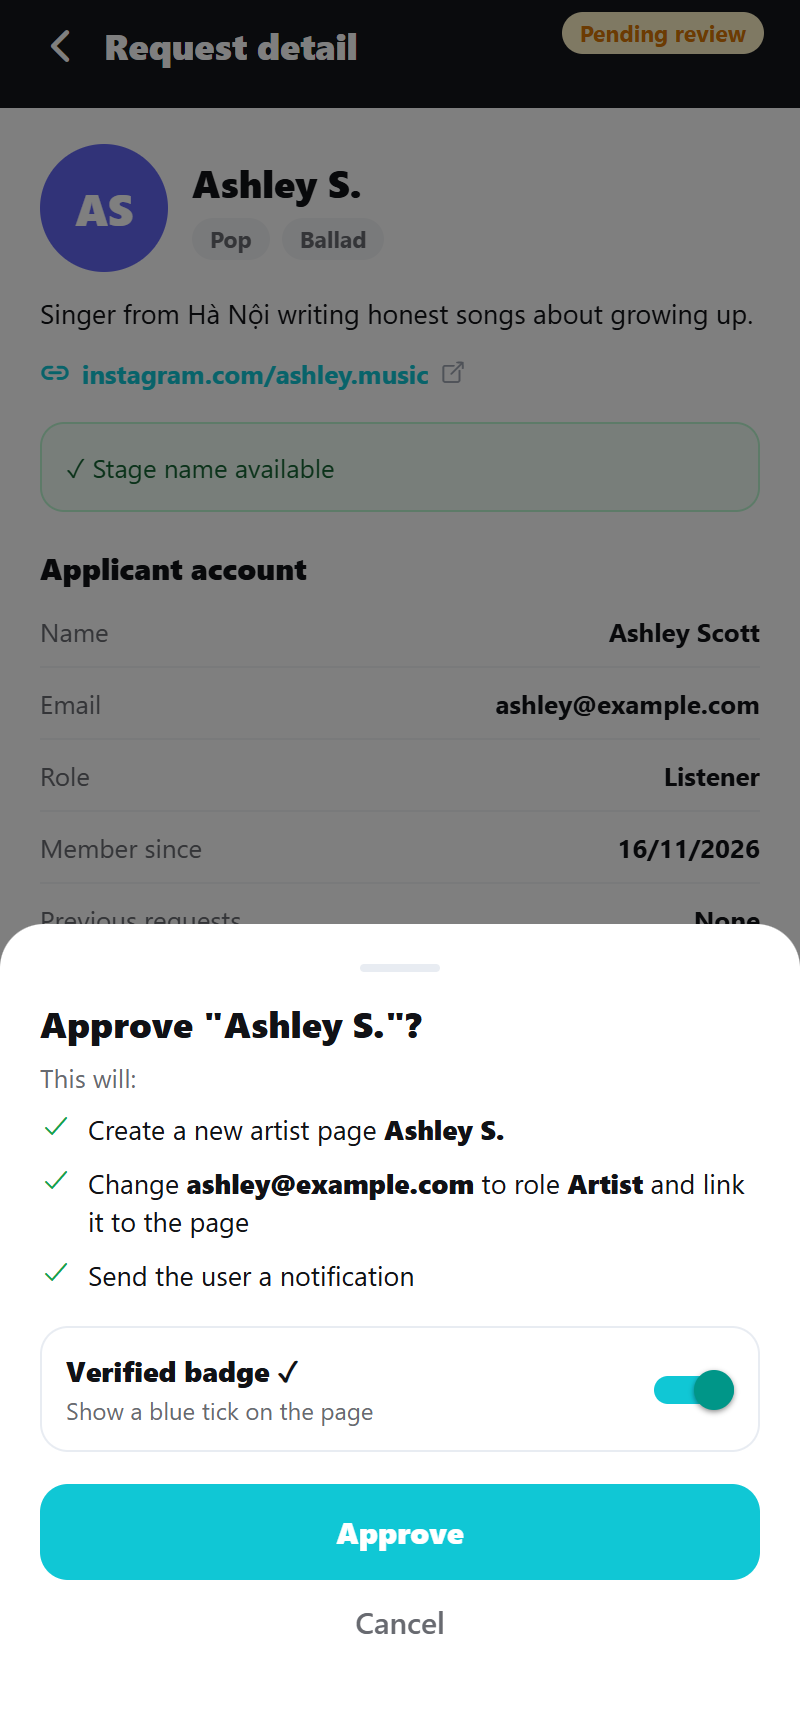 Request detail
Pending review
AS
Ashley S.
Pop
Ballad
Singer from Hà Nội writing honest songs about growing up.
instagram.com/ashley.music
✓ Stage name available
Applicant account
Name
Ashley Scott
Email
ashley@example.com
Role
Listener
Member since
16/11/2026
Previous requests
None
Approve "Ashley S."?
This will:
Create a new artist page Ashley S.
Change ashley@example.com to role Artist and link
it to the page
Send the user a notification
Verified badge ✓
Show a blue tick on the page
Approve
Cancel